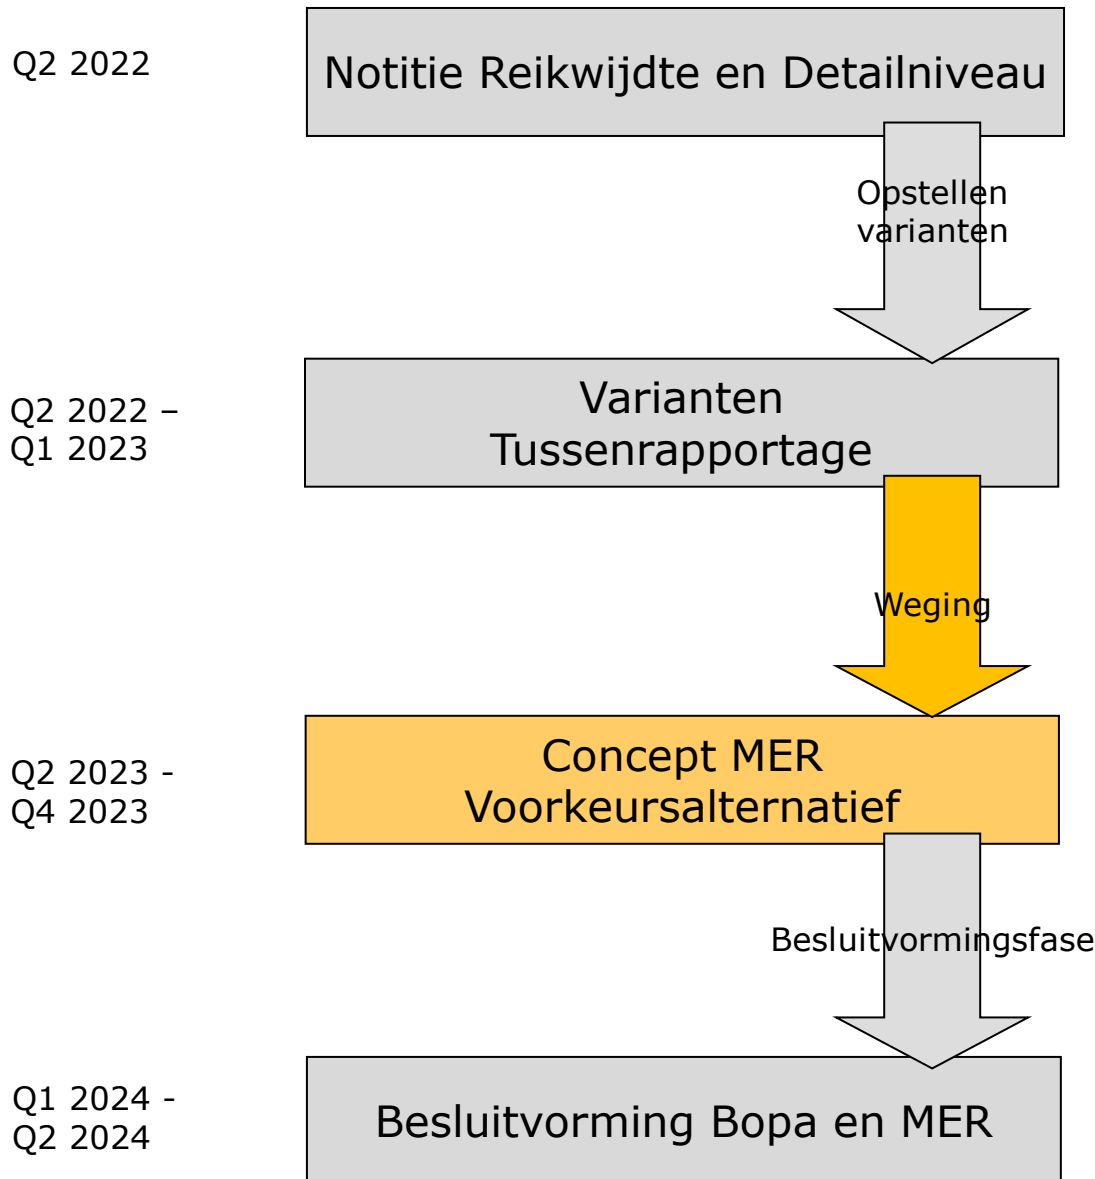 Q2 2022
Notitie Reikwijdte en Detailniveau
Opstellen
varianten
Q2 2022 –
Q1 2023
Varianten
Tussenrapportage
Weging
Q2 2023 -
Q4 2023
Concept MER
Voorkeursalternatief
Besluitvormingsfase
Q1 2024 -
Q2 2024
Besluitvorming Bopa en MER